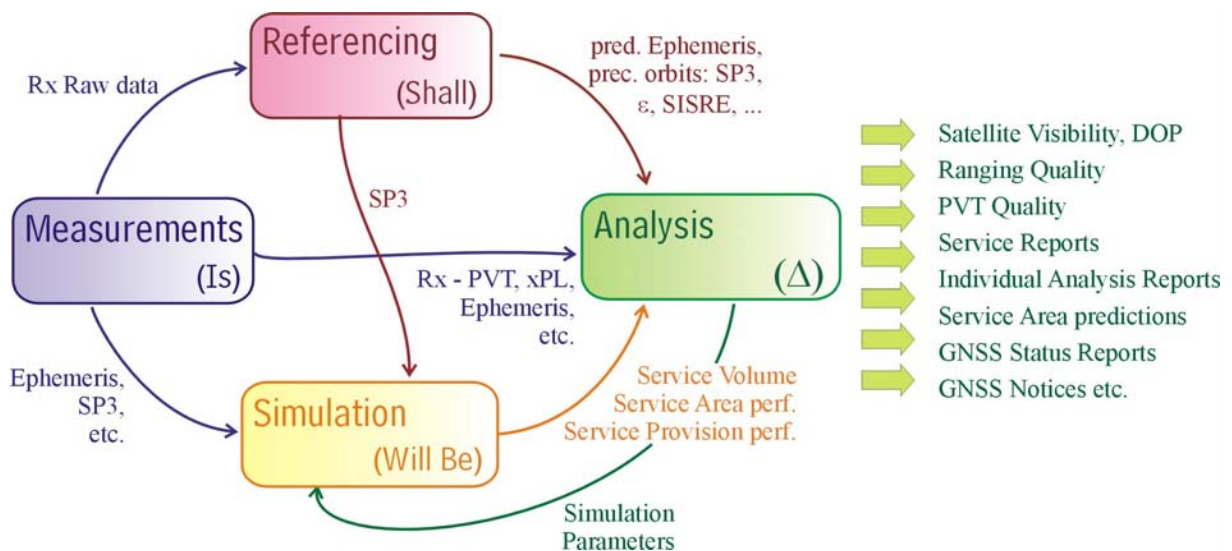 Referencing
(Shall)
Rx Raw data
pred. Ephemeris,
prec. orbits: SP3,
ε, SISRE, ...
SP3
Measurements
(Is)
Rx - PVT, xPL,
Ephemeris,
etc.
Analysis
(Δ)
Ephemeris,
SP3,
etc.
Simulation
(Will Be)
Service Volume
Service Area perf.
Service Provision perf.
Simulation
Parameters
Satellite Visibility, DOP
Ranging Quality
PVT Quality
Service Reports
Individual Analysis Reports
Service Area predictions
GNSS Status Reports
GNSS Notices etc.